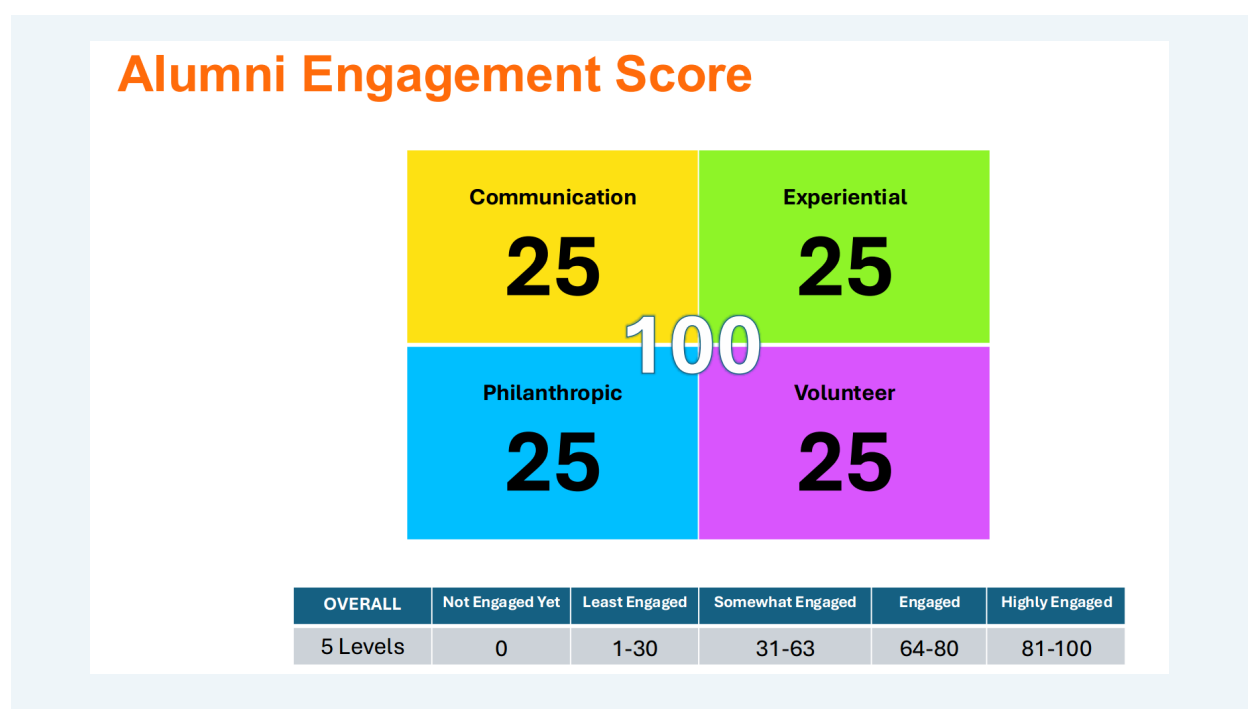 Alumni Engagement Score
Communication
25
Experiential
25
100
Philanthropic
25
Volunteer
25
OVERALL Not Engaged Yet Least Engaged Somewhat Engaged Engaged Highly Engaged
5 Levels 0 1-30 31-63 64-80 81-100